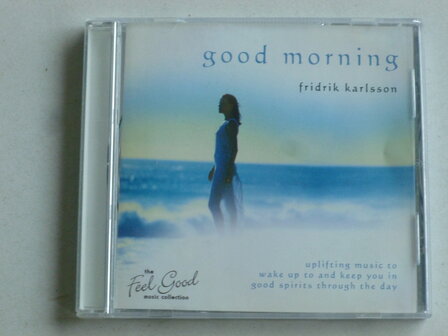 good morning
fridrik karlsson
uplifting music to
wake up to and keep you in
good spirits through the day
the
Feel Good
music collection